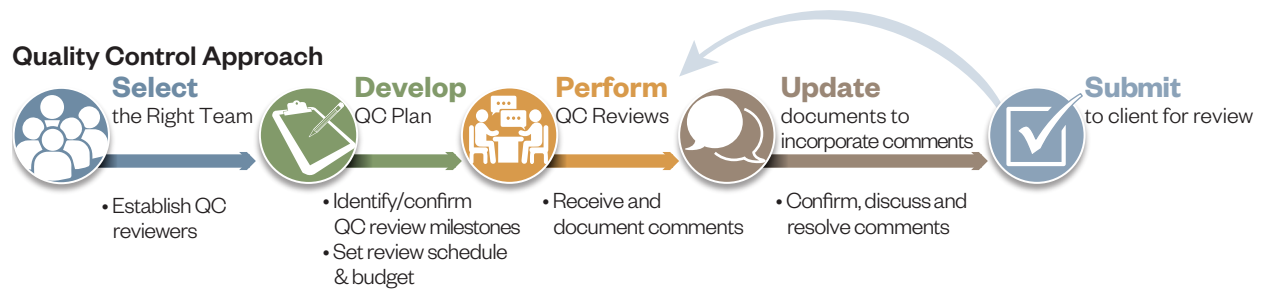 Quality Control Approach
Select
the Right Team
• Establish QC
reviewers
Develop
QC Plan
• Identify/confirm
QC review milestones
• Set review schedule
& budget
Perform
QC Reviews
• Receive and
document comments
Update
documents to
incorporate comments
• Confirm, discuss and
resolve comments
Submit
to client for review